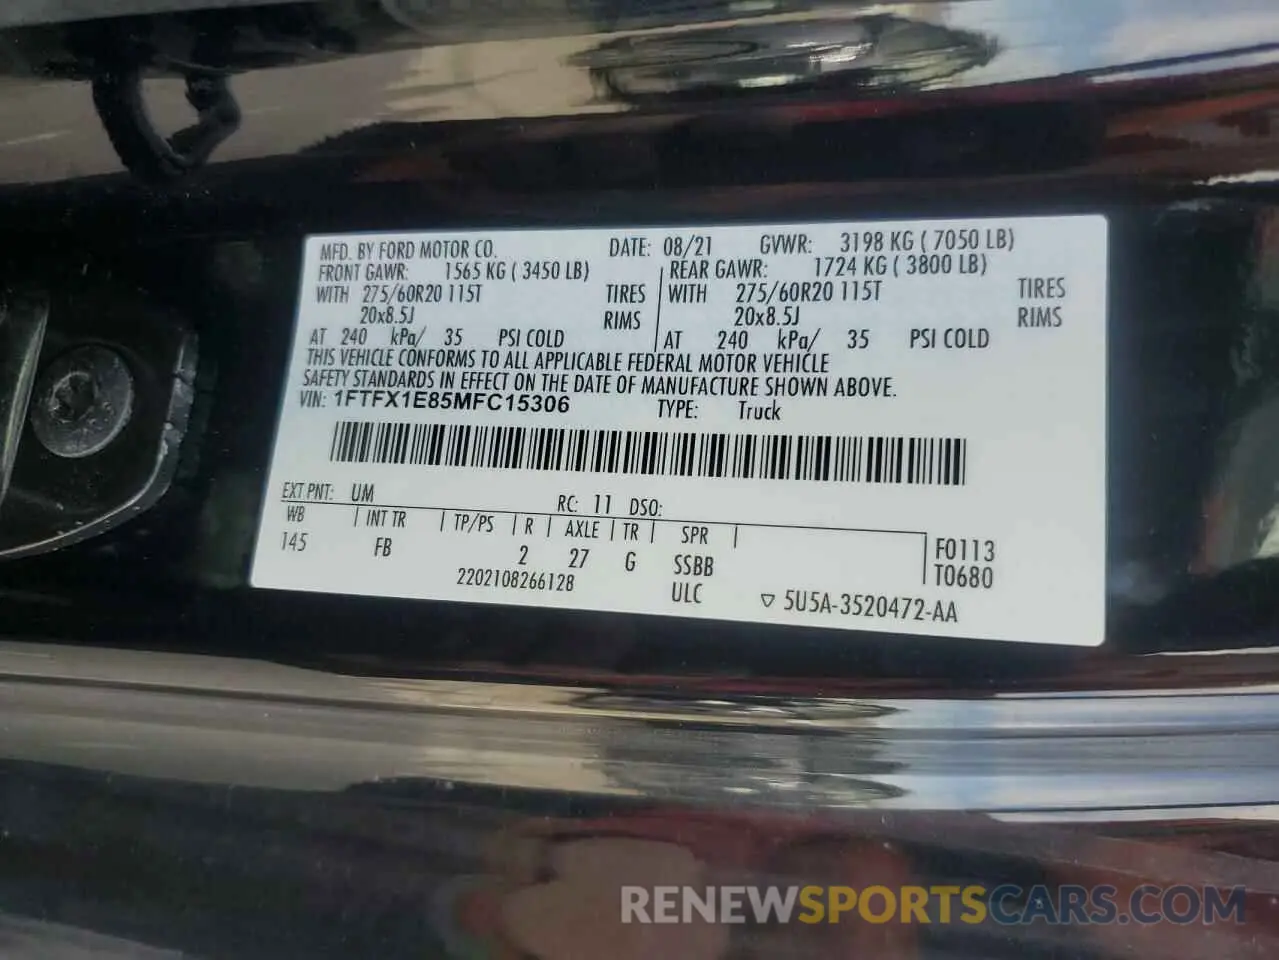 MFD. BY FORD MOTOR CO. DATE: 08/21 GVWR: 3198 KG ( 7050 LB)
FRONT GAWR: 1565 KG ( 3450 LB) REAR GAWR: 1724 KG ( 3800 LB)
WITH 275/60R20 115T TIRES WITH 275/60R20 115T TIRES
20x8.5J RIMS 20x8.5J RIMS
AT 240 kPa/ 35 PSI COLD AT 240 kPa/ 35 PSI COLD
THIS VEHICLE CONFORMS TO ALL APPLICABLE FEDERAL MOTOR VEHICLE
SAFETY STANDARDS IN EFFECT ON THE DATE OF MANUFACTURE SHOWN ABOVE.
VIN: 1FTFX1E85MFC15306 TYPE: Truck
EXT PNT: UM RC: 11 DSO:
WB INT TR TP/PS R AXLE TR SPR
145 FB 2 27 G SSBB F0113
T0680
2202108266128 ULC 5U5A-3520472-AA
RENEWSPORTSCARS.COM